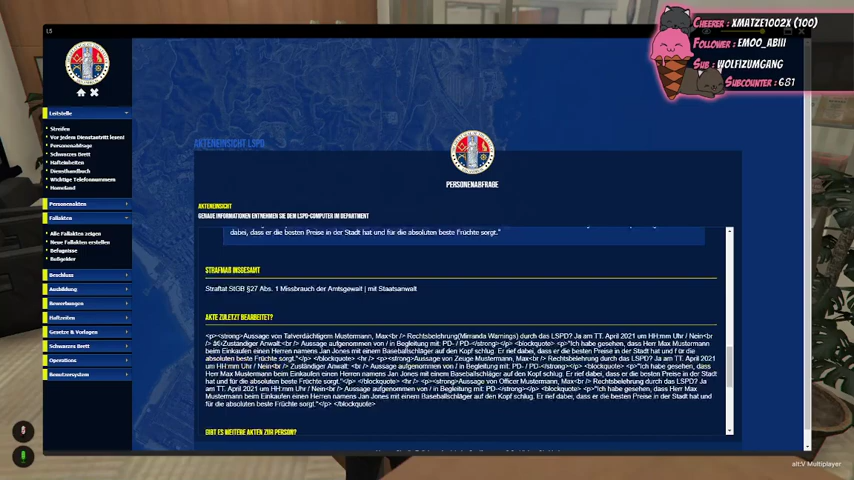 L5
CHEERER: XMATZE1002X (100)
FOLLOWER: EMOO_ABIII
SUB: WOLFIZUMGANG
SUBCOUNTER: 681
Leitstelle
Streifen
Vor jedem Dienstantritt lesen!
Personenabfrage
Schwarzes Brett
Hafteinheiten
Diensthandbuch
Wichtige Telefonnummern
Homeland
Personenakten
Fallakten
Alle Fallakten zeigen
Neue Fallakten erstellen
Befugnisse
Bußgelder
Beschluss
Ausbildung
Bewerbungen
Haftzeiten
Gesetze & Vorlagen
Schwarzes Brett
Operations
Benutzersystem
AKTENEINSICHT LSPD
PERSONENABFRAGE
AKTENEINSICHT
GENAUE INFORMATIONEN ENTNEHMEN SIE DEM LSPD-COMPUTER IM DEPARTMENT
dabei, dass er die besten Preise in der Stadt hat und für die absoluten beste Früchte sorgt."
STRAFMAß INSGESAMT
Straftat StGB §27 Abs. 1 Missbrauch der Amtsgewalt | mit Staatsanwalt
AKTE ZULETZT BEARBEITET?
<p><strong>Aussage von Tatverdächtigem Mustermann, Max<br /> Rechtsbelehrung(Mirranda Warnings) durch das LSPD? Ja am TT. April 2021 um HH:mm Uhr / Nein<br
/> â€‹Zuständiger Anwalt:<br /> Aussage aufgenommen von / in Begleitung mit: PD- / PD-</strong></p> <blockquote> <p>"Ich habe gesehen, dass Herr Max Mustermann
beim Einkaufen einen Herren namens Jan Jones mit einem Baseballschläger auf den Kopf schlug. Er rief dabei, dass er die besten Preise in der Stadt hat und für die
absoluten beste Früchte sorgt."</p> </blockquote><hr /> <p><strong>Aussage von Zeuge Mustermann, Max<br /> Rechtsbelehrung durch das LSPD? Ja am TT. April 2021
um HH:mm Uhr / Nein<br /> Zuständiger Anwalt: <br /> Aussage aufgenommen von / in Begleitung mit: PD- / PD-</strong></p> <blockquote> <p>"Ich habe gesehen, dass
Herr Max Mustermann beim Einkaufen einen Herren namens Jan Jones mit einem Baseballschläger auf den Kopf schlug. Er rief dabei, dass er die besten Preise in der Stadt
hat und für die absoluten beste Früchte sorgt."</p> </blockquote> <hr /> <p><strong>Aussage von Officer Mustermann, Max<br /> Rechtsbelehrung durch das LSPD? Ja
am TT. April 2021 um HH:mm Uhr / Nein<br /> Aussage aufgenommen von / in Begleitung mit: PD- / PD-</strong></p> <blockquote> <p>"Ich habe gesehen, dass Herr Max
Mustermann beim Einkaufen einen Herren namens Jan Jones mit einem Baseballschläger auf den Kopf schlug. Er rief dabei, dass er die besten Preise in der Stadt hat und
für die absoluten beste Früchte sorgt."</p> </blockquote>
GIBT ES WEITERE AKTEN ZUR PERSON?
alt:V Multiplayer